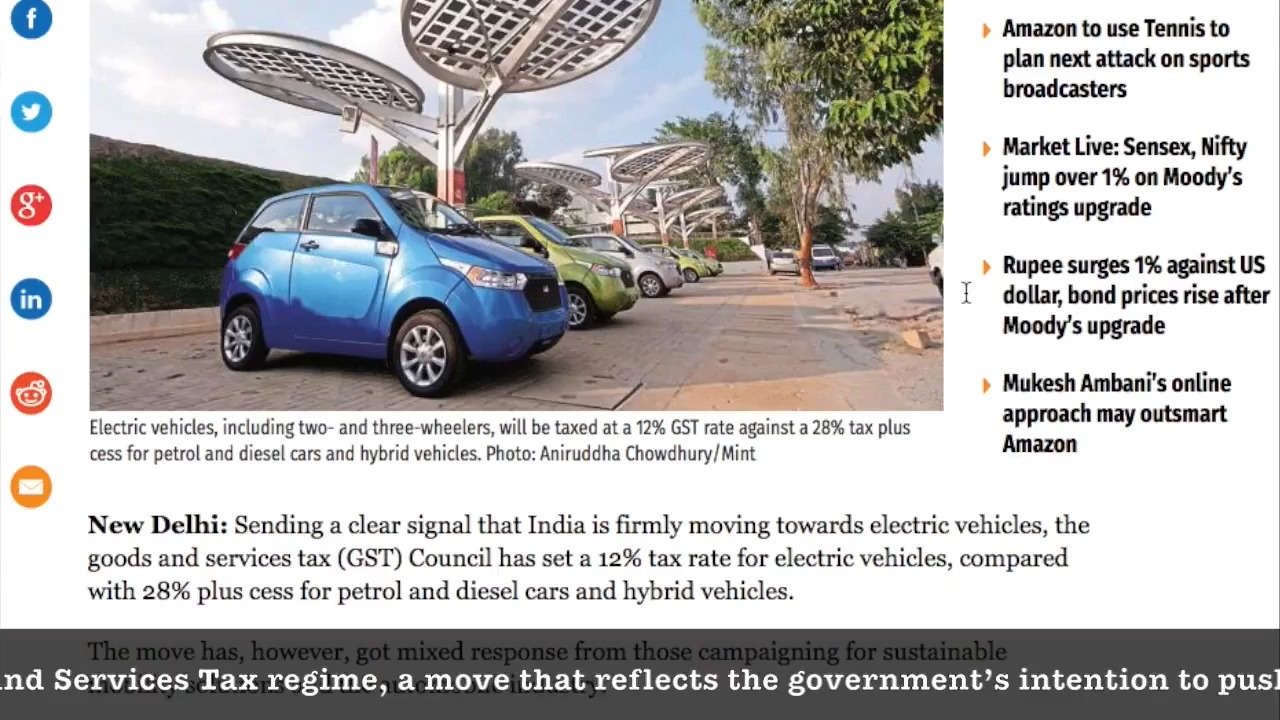 Amazon to use Tennis to
plan next attack on sports
broadcasters
Market Live: Sensex, Nifty
jump over 1% on Moody's
ratings upgrade
Rupee surges 1% against US
dollar, bond prices rise after
Moody's upgrade
Mukesh Ambani's online
approach may outsmart
Amazon
Electric vehicles, including two- and three-wheelers, will be taxed at a 12% GST rate against a 28% tax plus
cess for petrol and diesel cars and hybrid vehicles. Photo: Aniruddha Chowdhury/Mint
New Delhi: Sending a clear signal that India is firmly moving towards electric vehicles, the
goods and services tax (GST) Council has set a 12% tax rate for electric vehicles, compared
with 28% plus cess for petrol and diesel cars and hybrid vehicles.
The move has, however, got mixed response from those campaigning for sustainable
Services Tax regime, a move that reflects the government's intention to